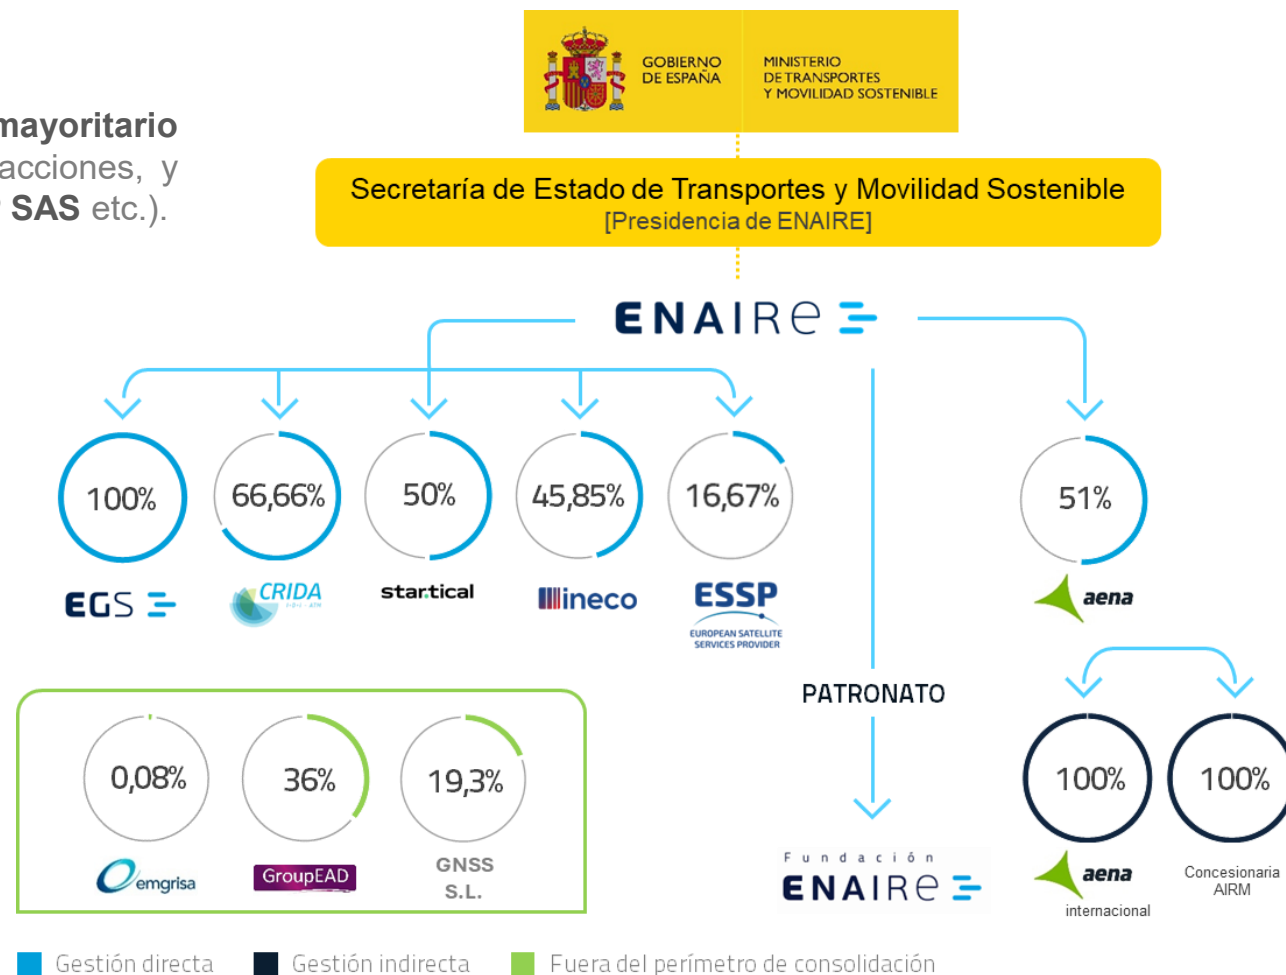 GOBIERNO
DE ESPAÑA
MINISTERIO
DE TRANSPORTES
Y MOVILIDAD SOSTENIBLE
mayoritario
acciones, y
SAS etc.).
Secretaría de Estado de Transportes y Movilidad Sostenible
[Presidencia de ENAIRE]
ENAIRe
100%
66,66%
50%
45,85%
16,67%
51%
EGS
CRIDA
I+D+I · ATM
star.tical
ineco
ESSP
EUROPEAN SATELLITE
SERVICES PROVIDER
aena
PATRONATO
0,08%
36%
19,3%
100%
100%
emgrisa
GroupEAD
GNSS
S.L.
Fundación
ENAIRe
aena
internacional
Concesionaria
AIRM
Gestión directa
Gestión indirecta
Fuera del perímetro de consolidación